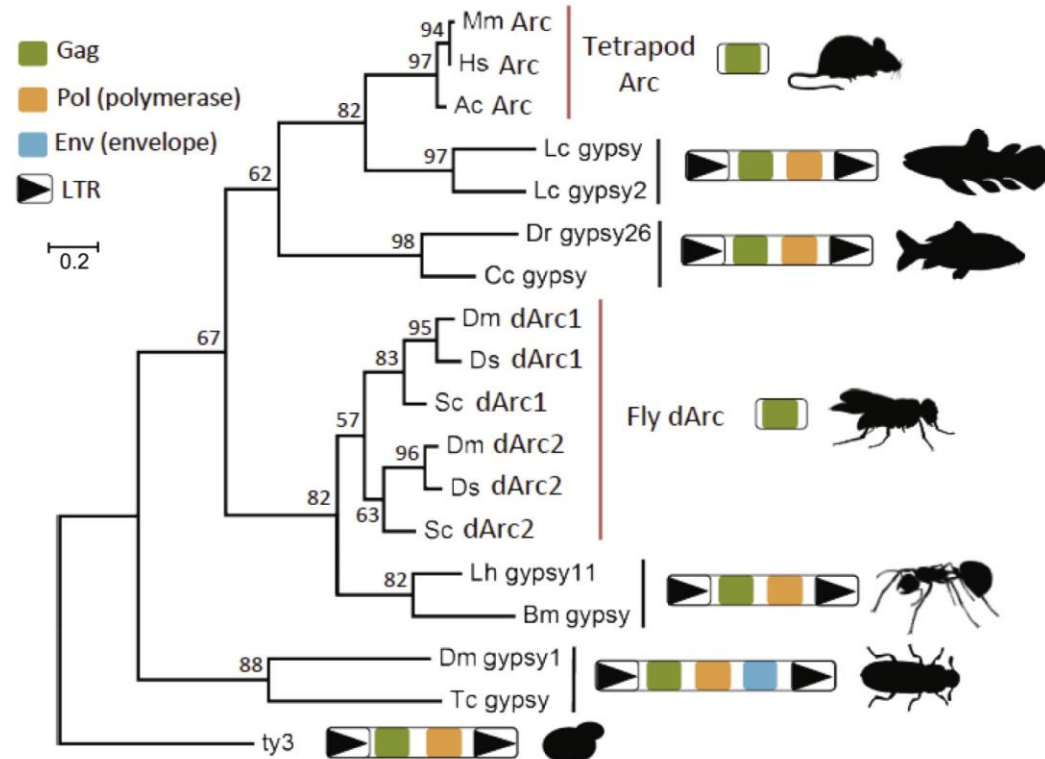 Gag
Pol (polymerase)
Env (envelope)
LTR
0.2
94
Mm Arc
97
Hs Arc
Ac Arc
Tetrapod
Arc
82
97
Lc gypsy
Lc gypsy2
62
98
Dr gypsy26
Cc gypsy
67
95
Dm dArc1
83
Ds dArc1
Sc dArc1
57
Fly dArc
96
Dm dArc2
Ds dArc2
82
63
Sc dArc2
82
Lh gypsy11
Bm gypsy
88
Dm gypsy1
Tc gypsy
ty3